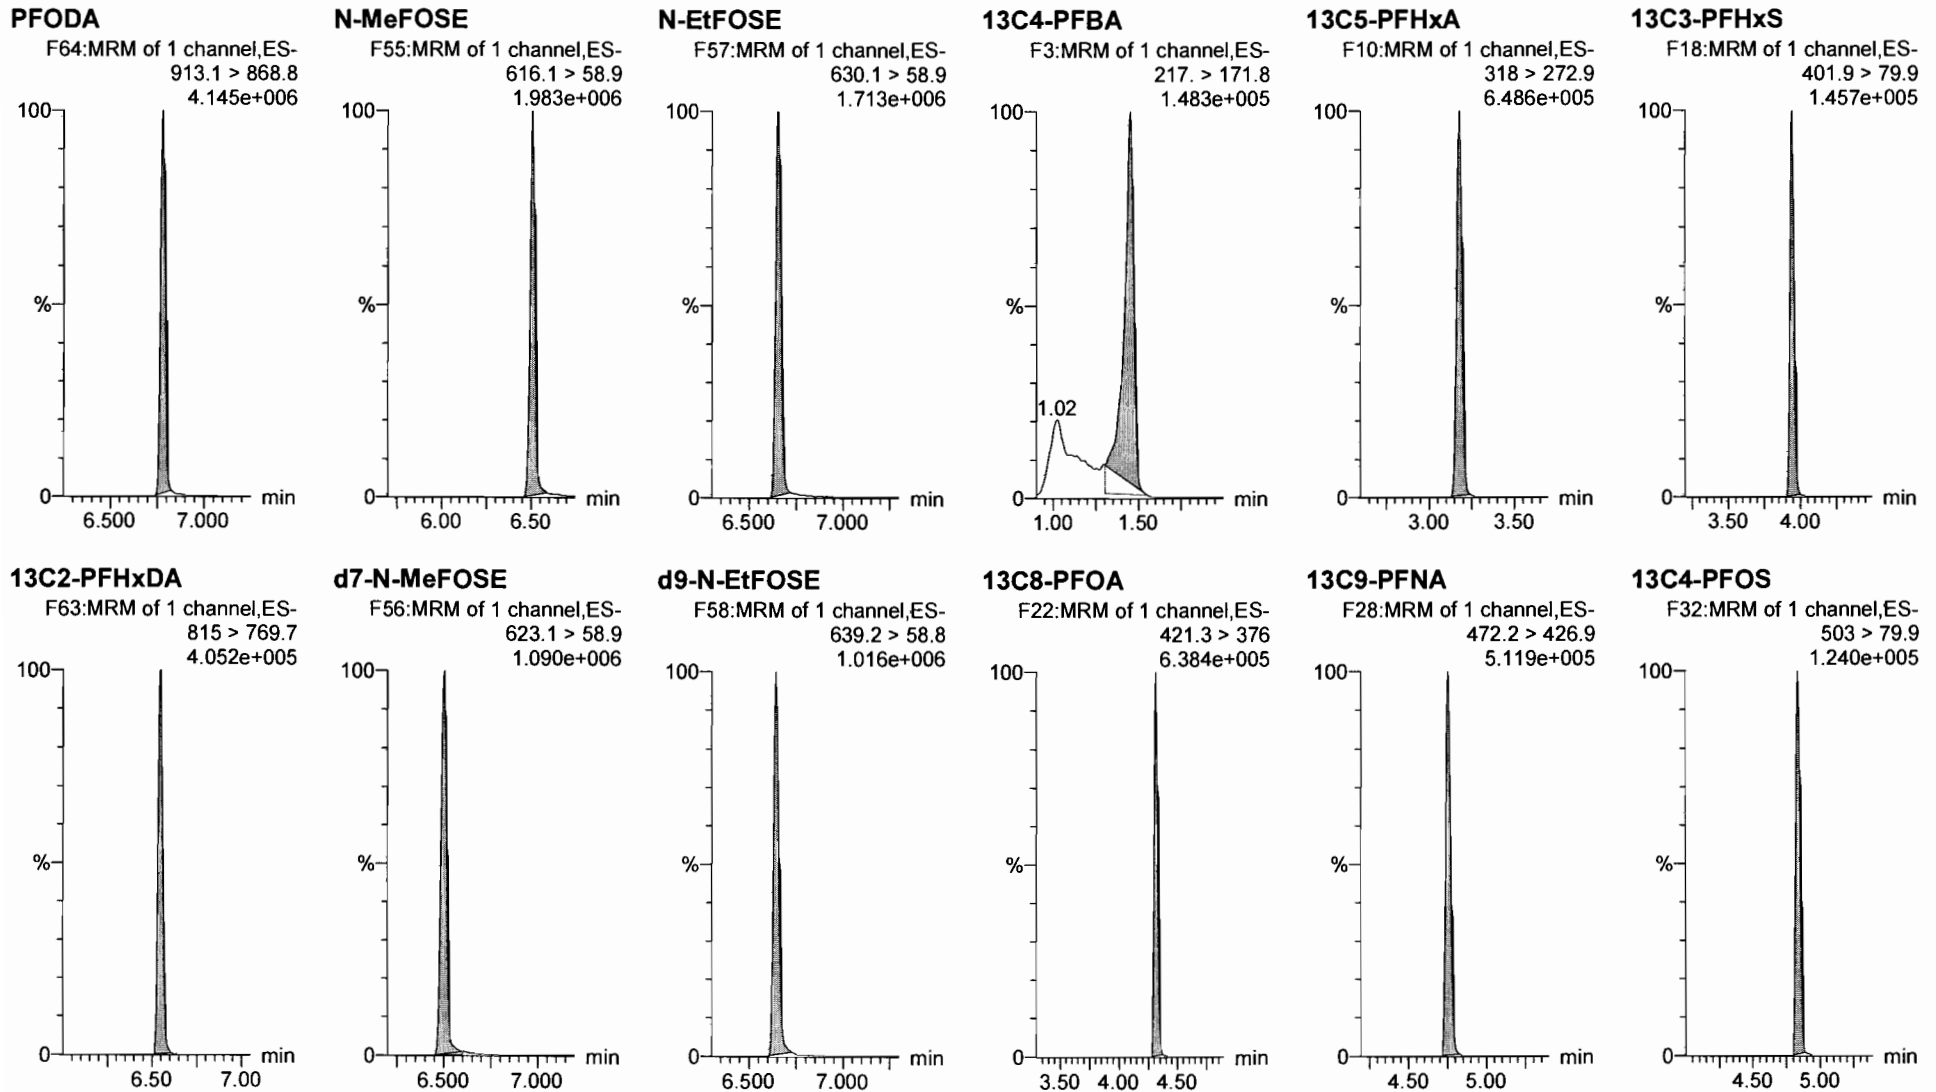 PFODA
F64:MRM of 1 channel,ES-
913.1 > 868.8
4.145e+006
100
%
0
6.500 7.000 min
N-MeFOSE
F55:MRM of 1 channel,ES-
616.1 > 58.9
1.983e+006
100
%
0
6.00 6.50 min
N-EtFOSE
F57:MRM of 1 channel,ES-
630.1 > 58.9
1.713e+006
100
%
0
6.500 7.000 min
13C4-PFBA
F3:MRM of 1 channel,ES-
217. > 171.8
1.483e+005
100
%
1.02
0
1.00 1.50 min
13C5-PFHxA
F10:MRM of 1 channel,ES-
318 > 272.9
6.486e+005
100
%
0
3.00 3.50 min
13C3-PFHxS
F18:MRM of 1 channel,ES-
401.9 > 79.9
1.457e+005
100
%
0
3.50 4.00 min
13C2-PFHxDA
F63:MRM of 1 channel,ES-
815 > 769.7
4.052e+005
100
%
0
6.50 7.00 min
d7-N-MeFOSE
F56:MRM of 1 channel,ES-
623.1 > 58.9
1.090e+006
100
%
0
6.500 7.000 min
d9-N-EtFOSE
F58:MRM of 1 channel,ES-
639.2 > 58.8
1.016e+006
100
%
0
6.500 7.000 min
13C8-PFOA
F22:MRM of 1 channel,ES-
421.3 > 376
6.384e+005
100
%
0
3.50 4.00 4.50 min
13C9-PFNA
F28:MRM of 1 channel,ES-
472.2 > 426.9
5.119e+005
100
%
0
4.50 5.00 min
13C4-PFOS
F32:MRM of 1 channel,ES-
503 > 79.9
1.240e+005
100
%
0
4.50 5.00 min